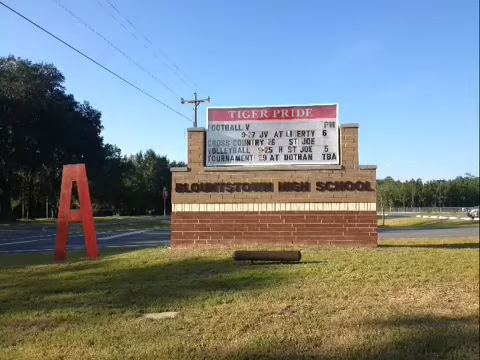 A
TIGER PRIDE
OOTBALL V PM
9-27 JV AT LIBERTY 6
CROSS COUNTRY 26 ST JOE
VOLLEYBALL 9-25 H ST JOE 5
TOURNAMENT 29 AT DOTHAN TBA
BLOUNTSTOWN HIGH SCHOOL